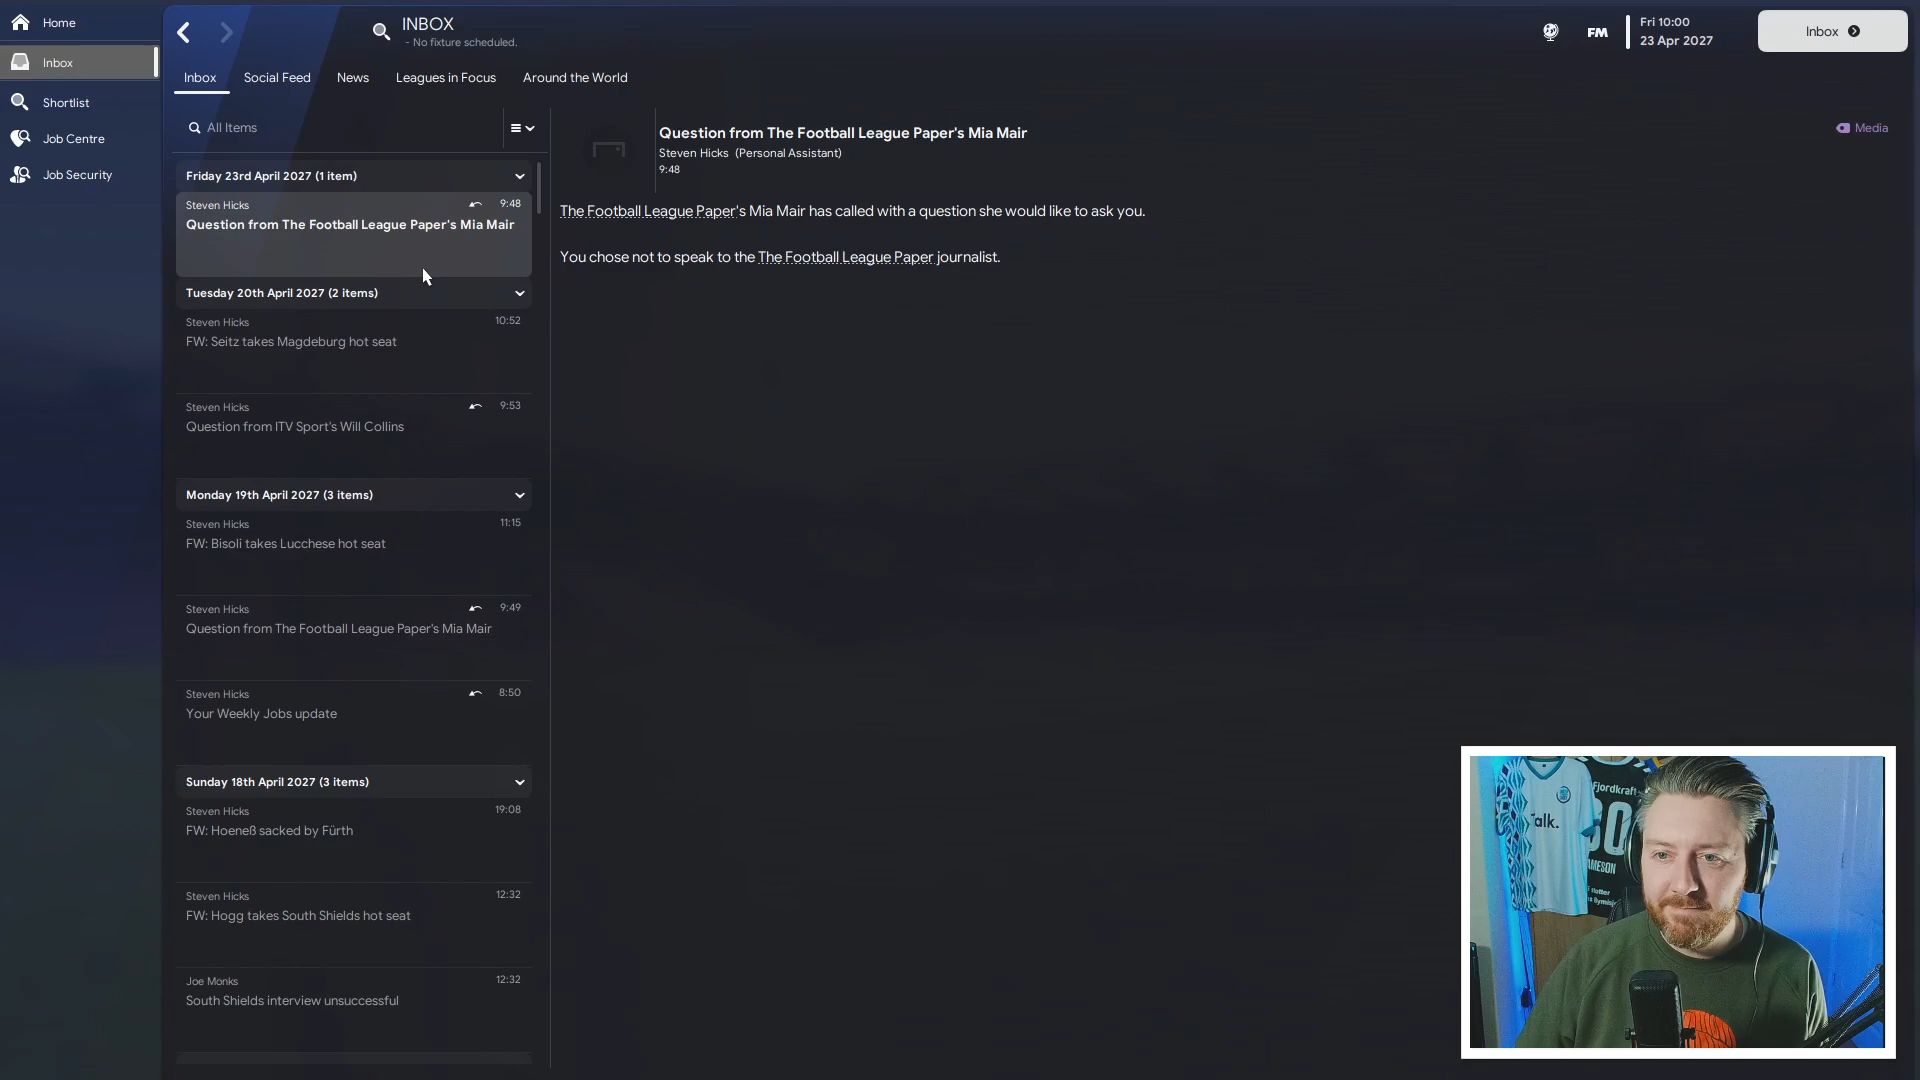 Home
Inbox
Shortlist
Job Centre
Job Security
INBOX
- No fixture scheduled.
FM
Fri 10:00
23 Apr 2027
Inbox
Inbox
Social Feed
News
Leagues in Focus
Around the World
All Items
Friday 23rd April 2027 (1 item)
Steven Hicks
9:48
Question from The Football League Paper's Mia Mair
Tuesday 20th April 2027 (2 items)
Steven Hicks
10:52
FW: Seitz takes Magdeburg hot seat
Steven Hicks
9:53
Question from ITV Sport's Will Collins
Monday 19th April 2027 (3 items)
Steven Hicks
11:15
FW: Bisoli takes Lucchese hot seat
Steven Hicks
9:49
Question from The Football League Paper's Mia Mair
Steven Hicks
8:50
Your Weekly Jobs update
Sunday 18th April 2027 (3 items)
Steven Hicks
19:08
FW: Hoeneß sacked by Fürth
Steven Hicks
12:32
FW: Hogg takes South Shields hot seat
Joe Monks
12:32
South Shields interview unsuccessful
Question from The Football League Paper's Mia Mair
Steven Hicks (Personal Assistant)
9:48
Media
The Football League Paper's Mia Mair has called with a question she would like to ask you.
You chose not to speak to the The Football League Paper journalist.
Fjordkraft